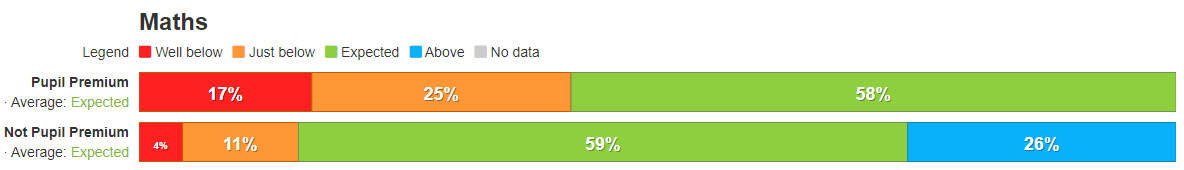 Maths
Legend Well below Just below Expected Above No data
Pupil Premium
· Average: Expected
17% 25% 58%
Not Pupil Premium
· Average: Expected
4% 11% 59% 26%